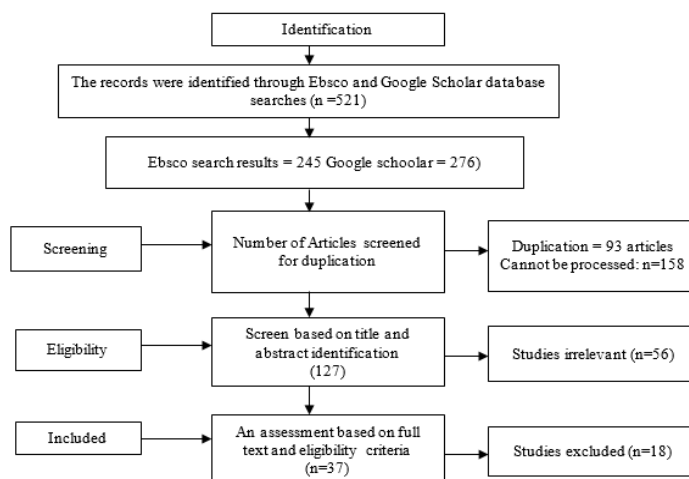 Identification
The records were identified through Ebsco and Google Scholar database
searches (n =521)
Ebsco search results = 245 Google schoolar = 276)
Screening
Number of Articles screened
for duplication
Duplication = 93 articles
Cannot be processed: n=158
Eligibility
Screen based on title and
abstract identification
(127)
Studies irrelevant (n=56)
Included
An assessment based on full
text and eligibility criteria
(n=37)
Studies excluded (n=18)